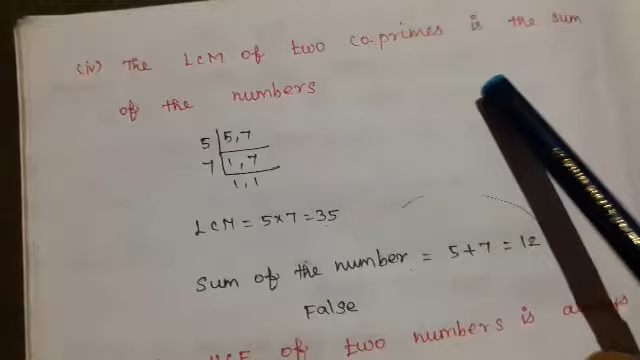 (iv) The LCM of two co-primes is the sum
of the numbers
5 | 5, 7
7 | 1, 7
1, 1
LCM = 5×7 = 35
Sum of the number = 5+7 = 12
False
of two numbers is